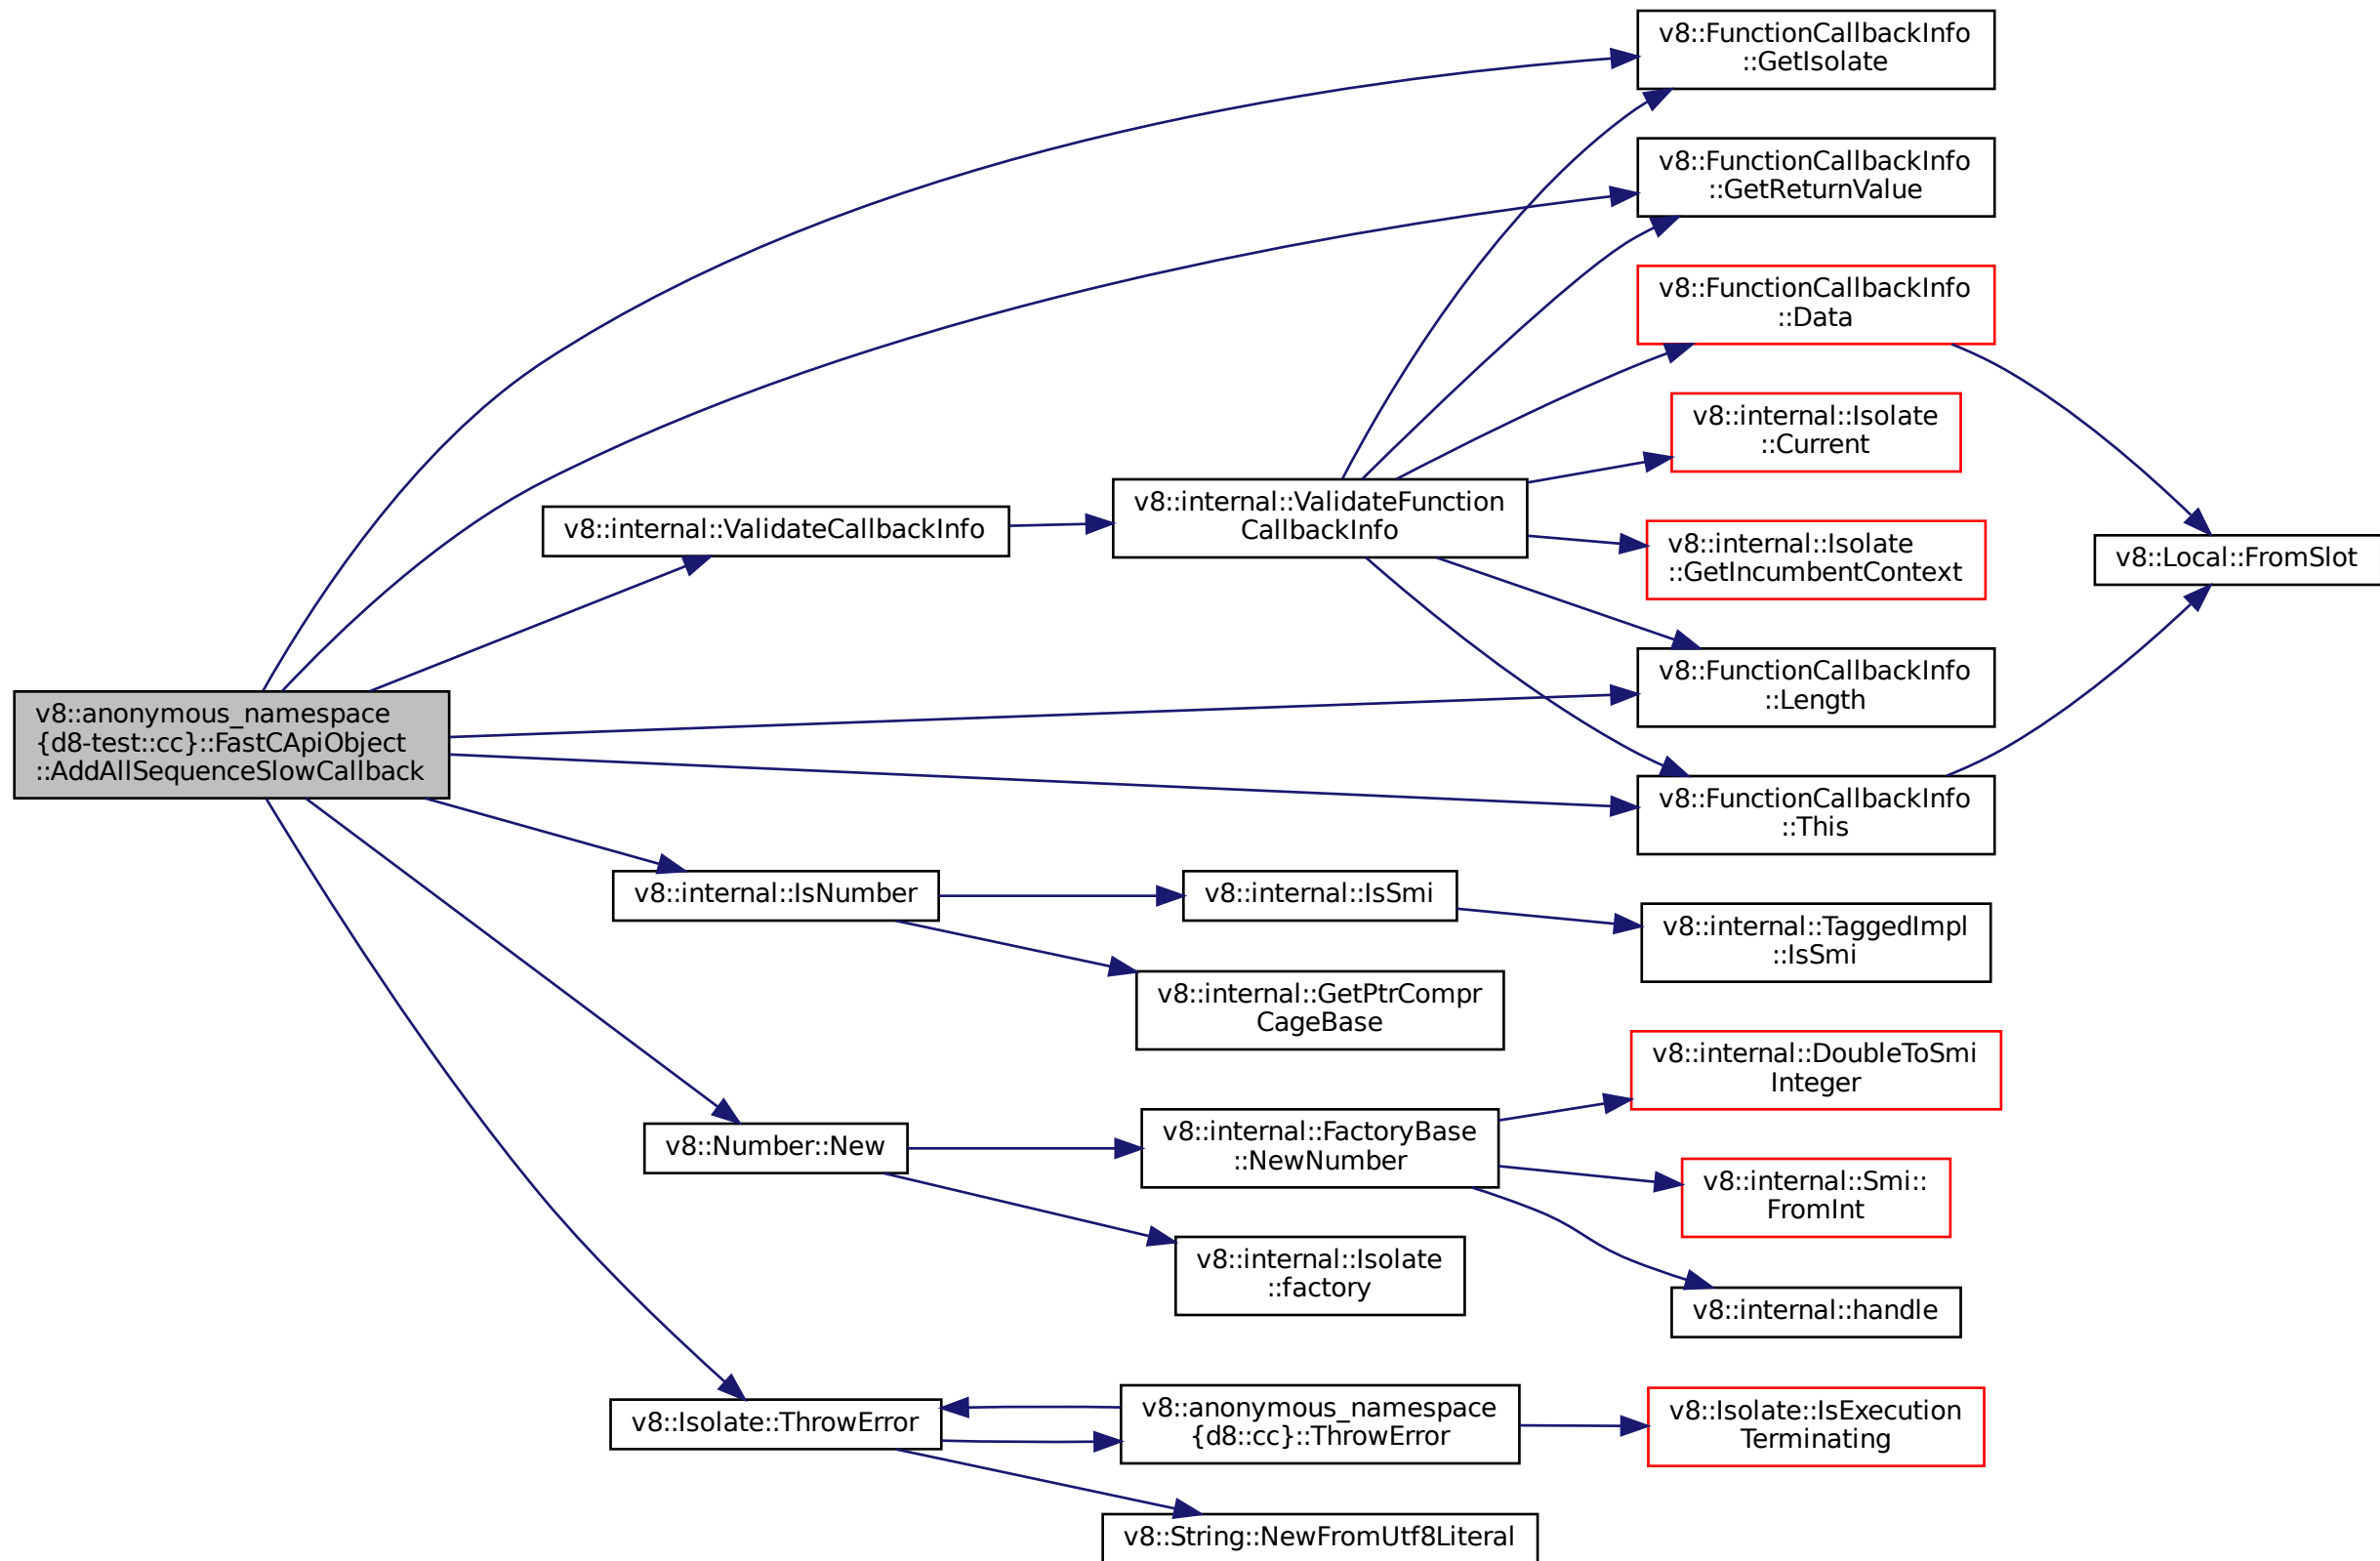 v8::FunctionCallbackInfo
::GetIsolate
v8::FunctionCallbackInfo
::GetReturnValue
v8::FunctionCallbackInfo
::Data
v8::internal::Isolate
::Current
v8::internal::ValidateFunction
CallbackInfo
v8::internal::ValidateCallbackInfo
v8::internal::Isolate
::GetIncumbentContext
v8::Local::FromSlot
v8::FunctionCallbackInfo
::Length
v8::anonymous_namespace
{d8-test::cc}::FastCApiObject
::AddAllSequenceSlowCallback
v8::FunctionCallbackInfo
::This
v8::internal::IsNumber
v8::internal::IsSmi
v8::internal::TaggedImpl
::IsSmi
v8::internal::GetPtrCompr
CageBase
v8::internal::DoubleToSmi
Integer
v8::Number::New
v8::internal::FactoryBase
::NewNumber
v8::internal::Smi::
FromInt
v8::internal::Isolate
::factory
v8::internal::handle
v8::Isolate::ThrowError
v8::anonymous_namespace
{d8::cc}::ThrowError
v8::Isolate::IsExecution
Terminating
v8::String::NewFromUtf8Literal